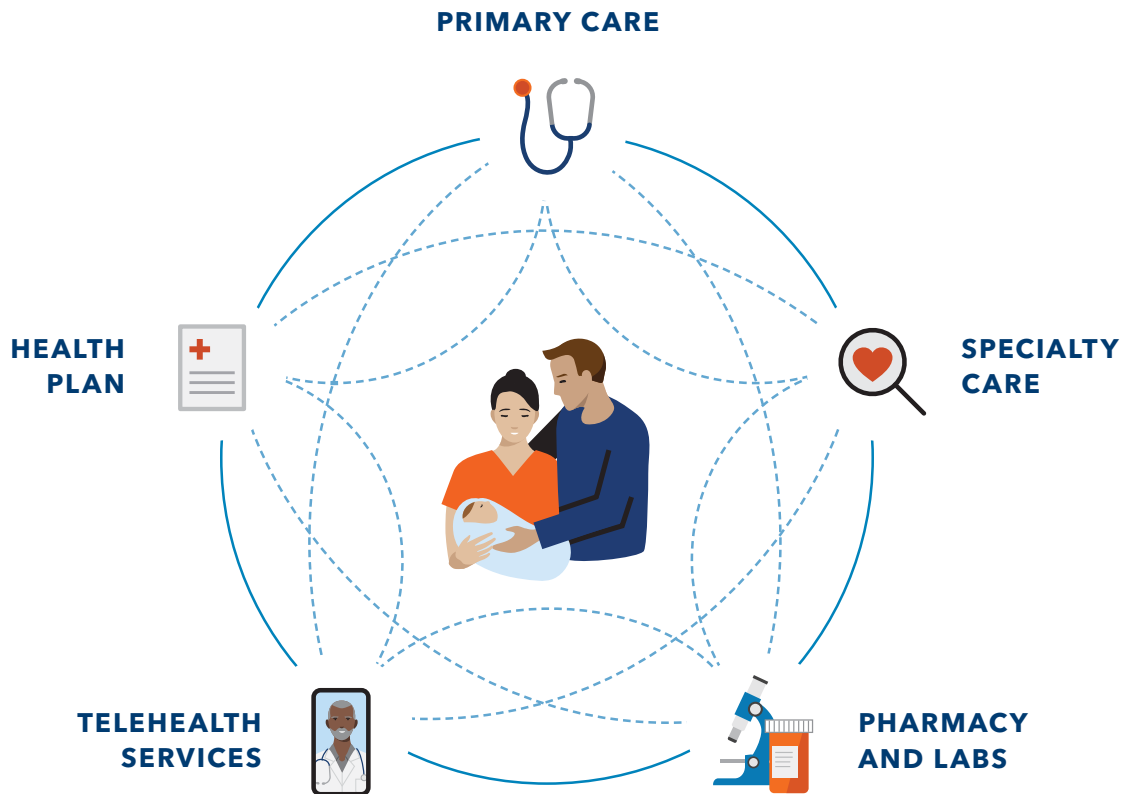 PRIMARY CARE
HEALTH
PLAN
SPECIALTY
CARE
TELEHEALTH
SERVICES
PHARMACY
AND LABS